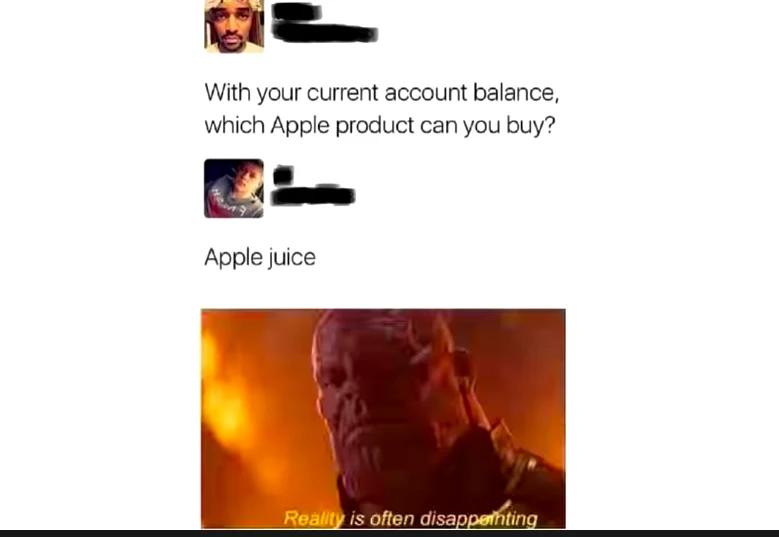 With your current account balance,
which Apple product can you buy?
Apple juice
Reality is often disappointing